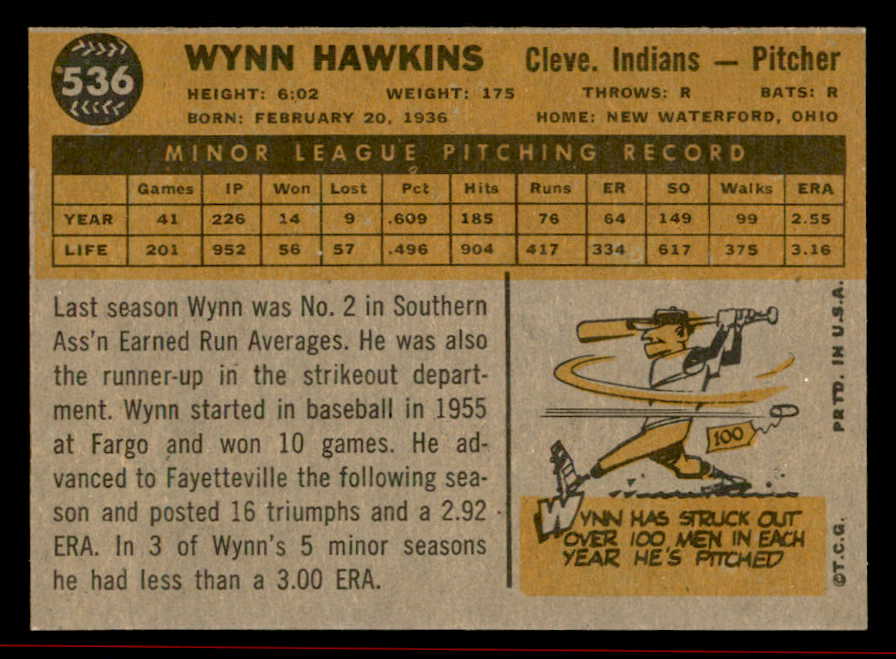 536
WYNN HAWKINS Cleve. Indians — Pitcher
HEIGHT: 6:02 WEIGHT: 175 THROWS: R BATS: R
BORN: FEBRUARY 20, 1936 HOME: NEW WATERFORD, OHIO
MINOR LEAGUE PITCHING RECORD
Games IP Won Lost Pct Hits Runs ER SO Walks ERA
YEAR 41 226 14 9 .609 185 76 64 149 99 2.55
LIFE 201 952 56 57 .496 904 417 334 617 375 3.16
Last season Wynn was No. 2 in Southern
Ass'n Earned Run Averages. He was also
the runner-up in the strikeout depart-
ment. Wynn started in baseball in 1955
at Fargo and won 10 games. He ad-
vanced to Fayetteville the following sea-
son and posted 16 triumphs and a 2.92
ERA. In 3 of Wynn's 5 minor seasons
he had less than a 3.00 ERA.
100
WYNN HAS STRUCK OUT
OVER 100 MEN IN EACH
YEAR HE'S PITCHED
©T.C.G. PRTD. IN U.S.A.